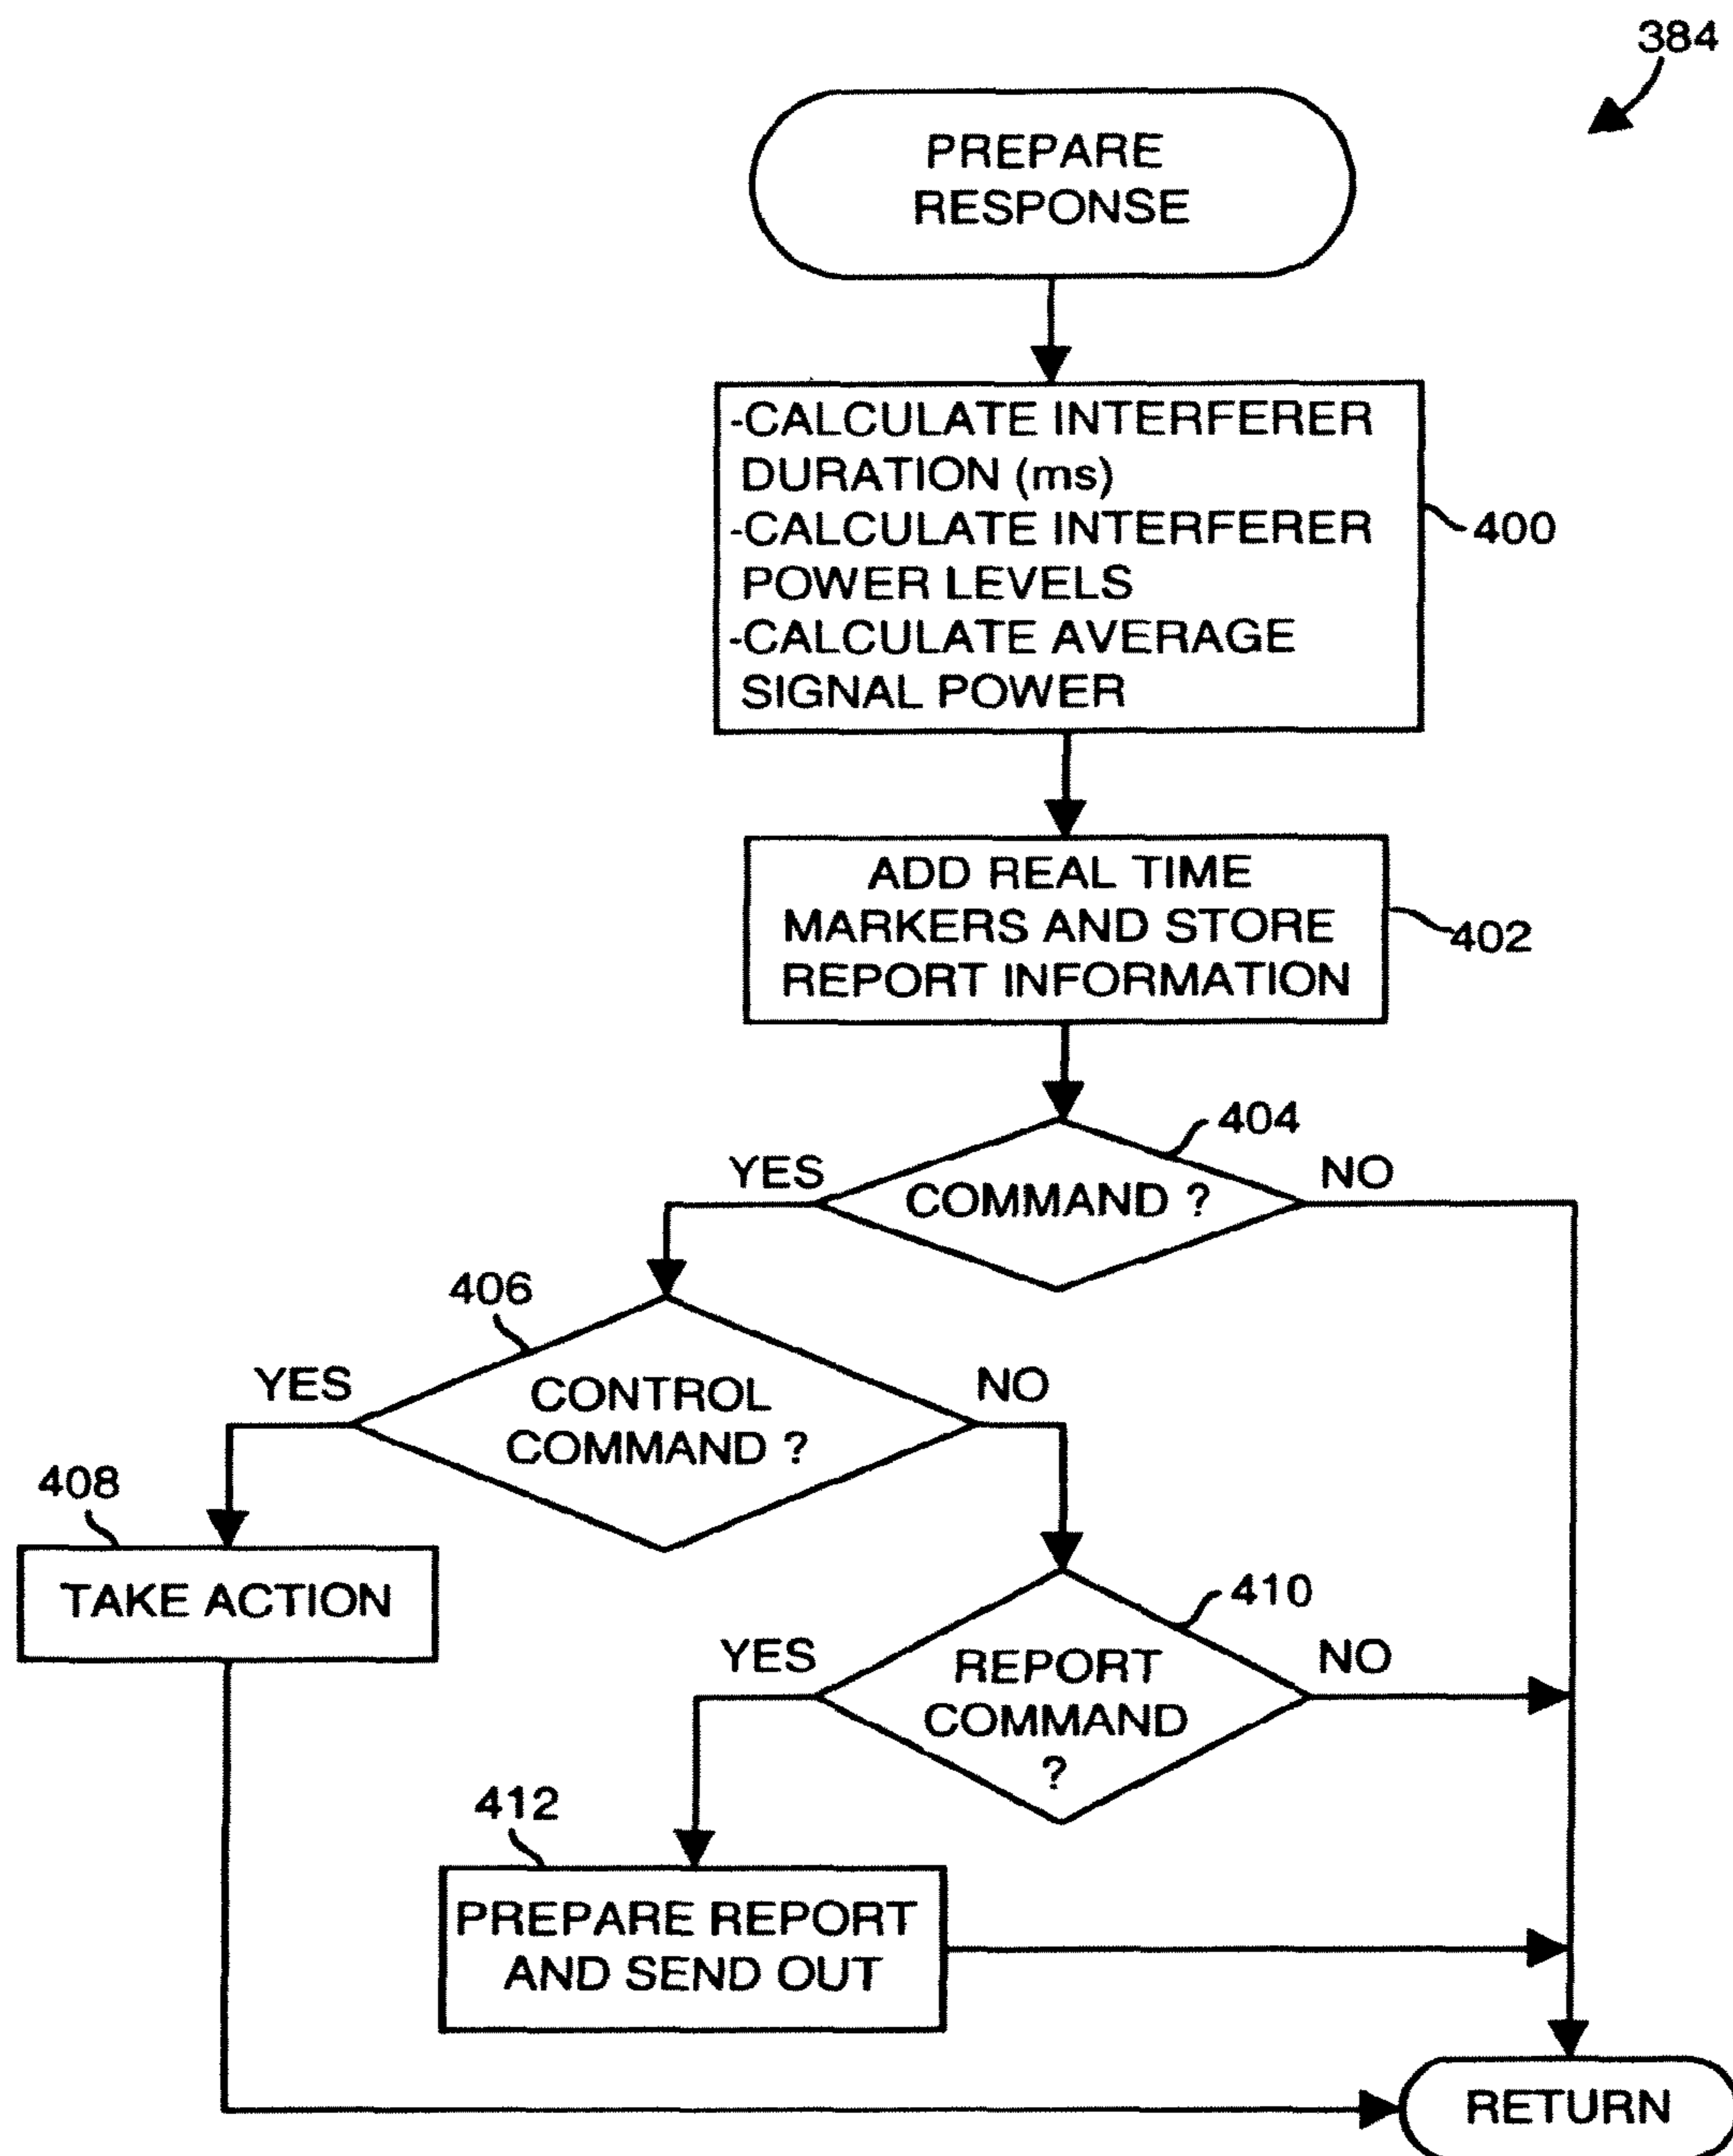 384
PREPARE
RESPONSE
-CALCULATE INTERFERER
DURATION (ms)
-CALCULATE INTERFERER
POWER LEVELS
-CALCULATE AVERAGE
SIGNAL POWER
400
ADD REAL TIME
MARKERS AND STORE
REPORT INFORMATION
402
404
YES
COMMAND ?
NO
406
YES
CONTROL
COMMAND ?
NO
408
TAKE ACTION
410
YES
REPORT
COMMAND
?
NO
412
PREPARE REPORT
AND SEND OUT
RETURN